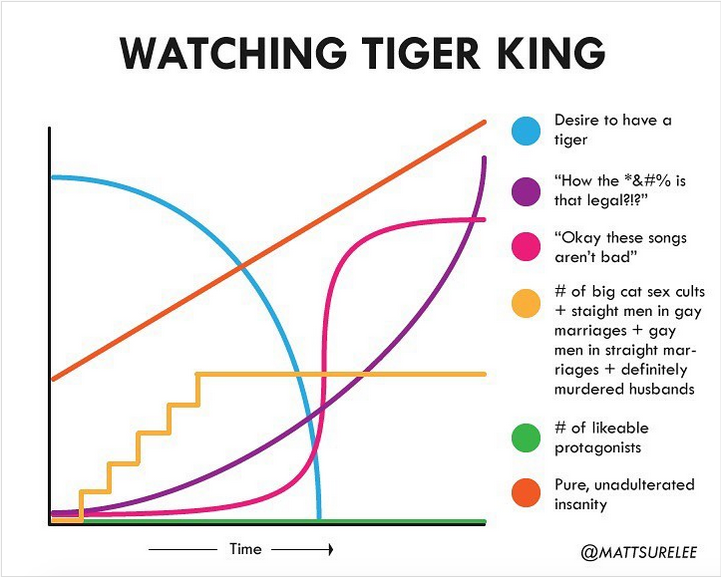 WATCHING TIGER KING
Desire to have a
tiger
“How the *&#% is
that legal?!?”
“Okay these songs
aren’t bad”
# of big cat sex cults
+ staight men in gay
marriages + gay
men in straight mar-
riages + definitely
murdered husbands
# of likeable
protagonists
Pure, unadulterated
insanity
Time
@MATTSURELEE